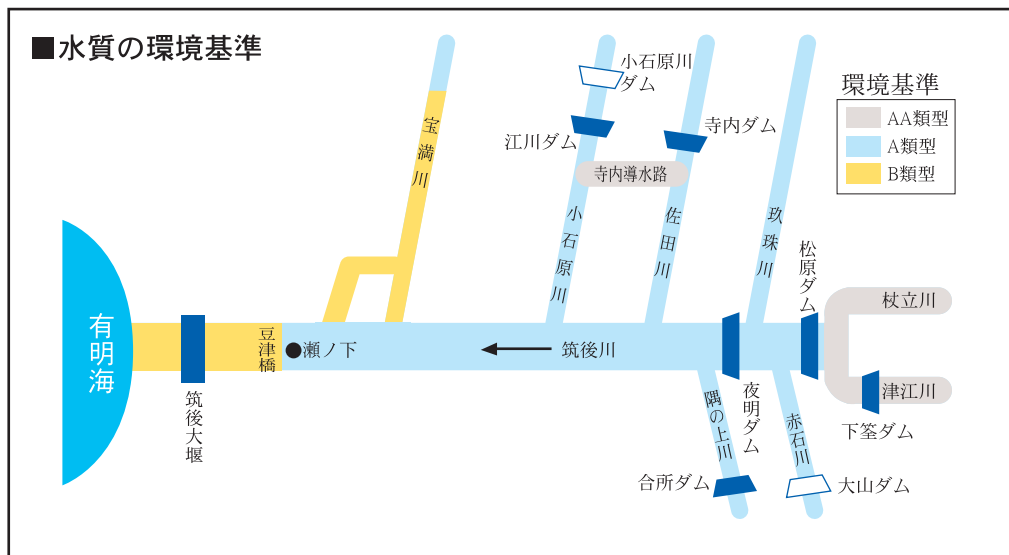 ■水質の環境基準
小石原川
ダム
江川ダム
寺内ダム
環境基準
AA類型
A類型
B類型
宝満川
寺内導水路
小石原川
佐田川
玖珠川
松原ダム
杖立川
有明海
豆津橋
瀬ノ下
筑後川
津江川
筑後大堰
隈の上川
夜明ダム
赤石川
下筌ダム
合所ダム
大山ダム